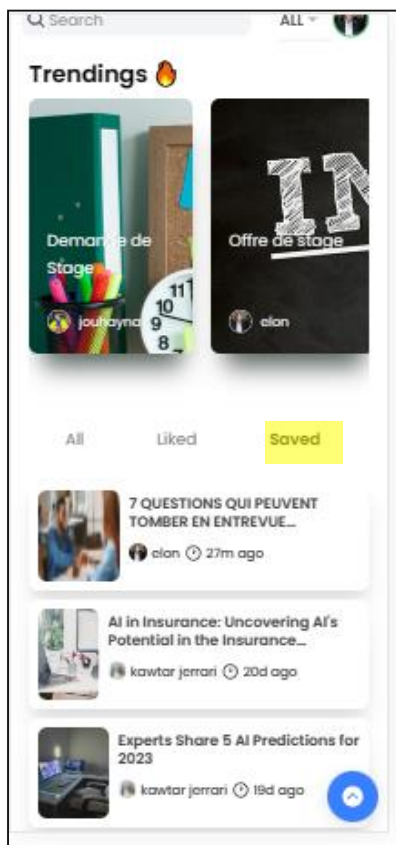 Search
ALL
Trendings 🔥
Demande de
Stage
jouhayna
Offre de stage
elon
All Liked Saved
7 QUESTIONS QUI PEUVENT
TOMBER EN ENTREVUE...
elon 27m ago
AI in Insurance: Uncovering AI's
Potential in the Insurance...
kawtar jerrari 20d ago
Experts Share 5 AI Predictions for
2023
kawtar jerrari 19d ago